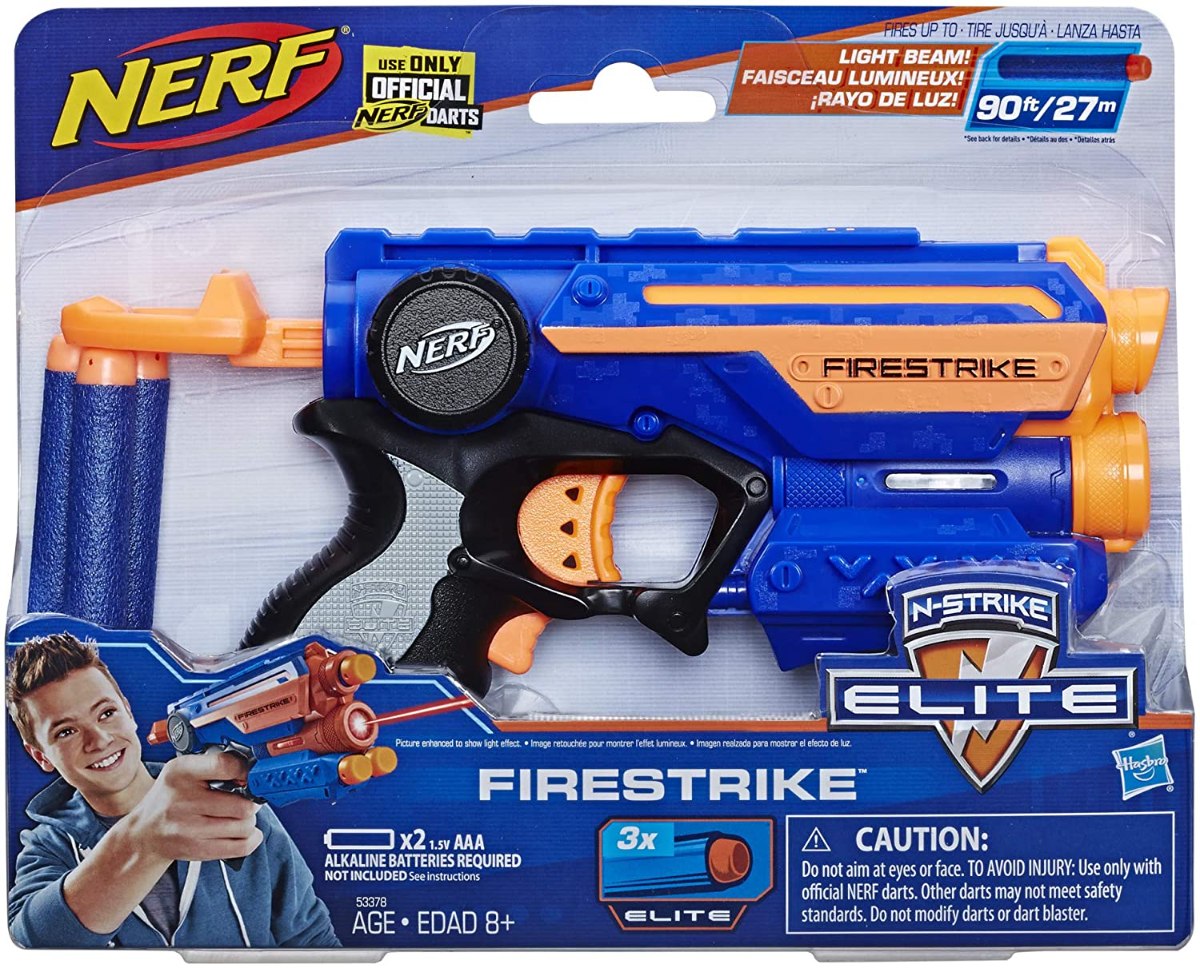 NERF®
USE ONLY
OFFICIAL
NERF DARTS™
FIRES UP TO · TIRE JUSQU'À · LANZA HASTA
LIGHT BEAM!
FAISCEAU LUMINEUX!
¡RAYO DE LUZ!
90ft/27m
*See back for details • *Détails au dos • *Detalles atrás
NERF
FIRESTRIKE
N-STRIKE
ELITE
N-STRIKE
ELITE
FIRESTRIKE
Picture enhanced to show light effect. • Image retouchée pour montrer l'effet lumineux. • Imagen realzada para mostrar el efecto de luz.
FIRESTRIKE™
Hasbro
®
x2 1.5V AAA
ALKALINE BATTERIES REQUIRED
NOT INCLUDED See instructions
53378
AGE • EDAD 8+
3x
ELITE
CAUTION:
Do not aim at eyes or face. TO AVOID INJURY: Use only with
official NERF darts. Other darts may not meet safety
standards. Do not modify darts or dart blaster.